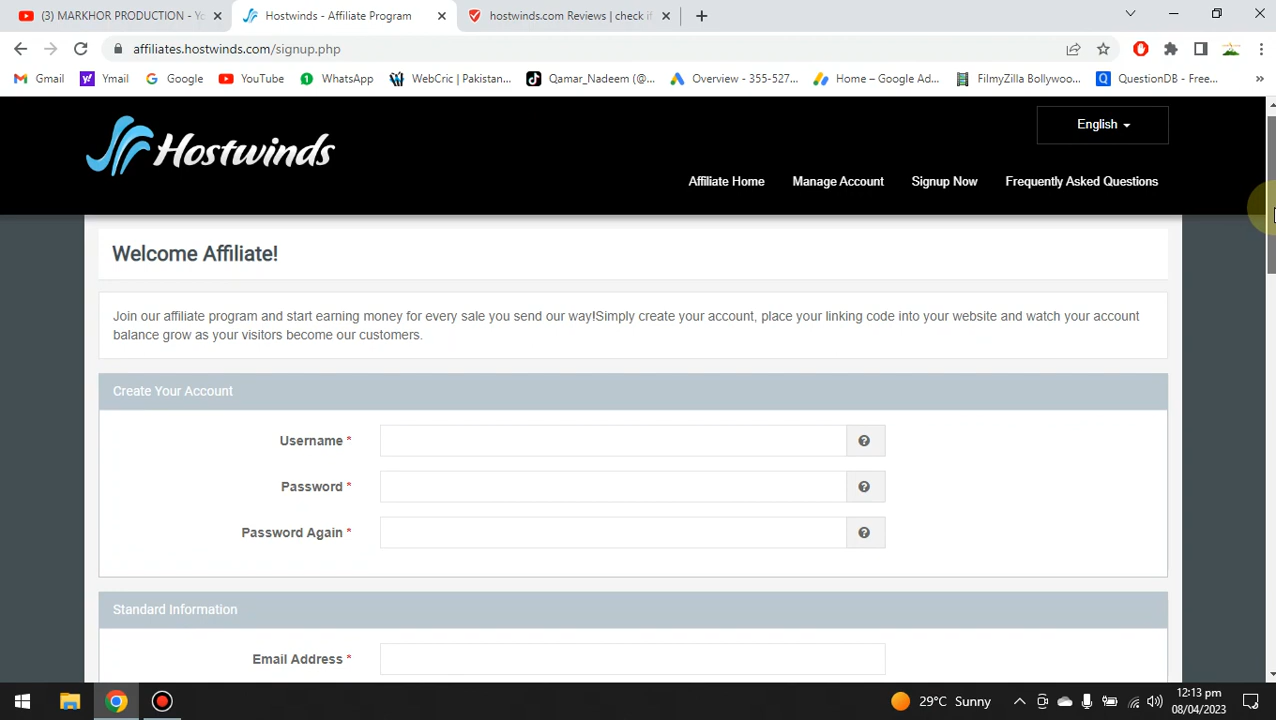 (3) MARKHOR PRODUCTION - Yo
Hostwinds - Affiliate Program
hostwinds.com Reviews | check if
affiliates.hostwinds.com/signup.php
Gmail
Ymail
Google
YouTube
WhatsApp
WebCric | Pakistan...
Qamar_Nadeem (@...
Overview - 355-527...
Home – Google Ad...
FilmyZilla Bollywoo...
QuestionDB - Free...
»
Hostwinds
English
Affiliate Home
Manage Account
Signup Now
Frequently Asked Questions
Welcome Affiliate!
Join our affiliate program and start earning money for every sale you send our way!Simply create your account, place your linking code into your website and watch your account
balance grow as your visitors become our customers.
Create Your Account
Username *
Password *
Password Again *
Standard Information
Email Address *
29°C Sunny
12:13 pm
08/04/2023